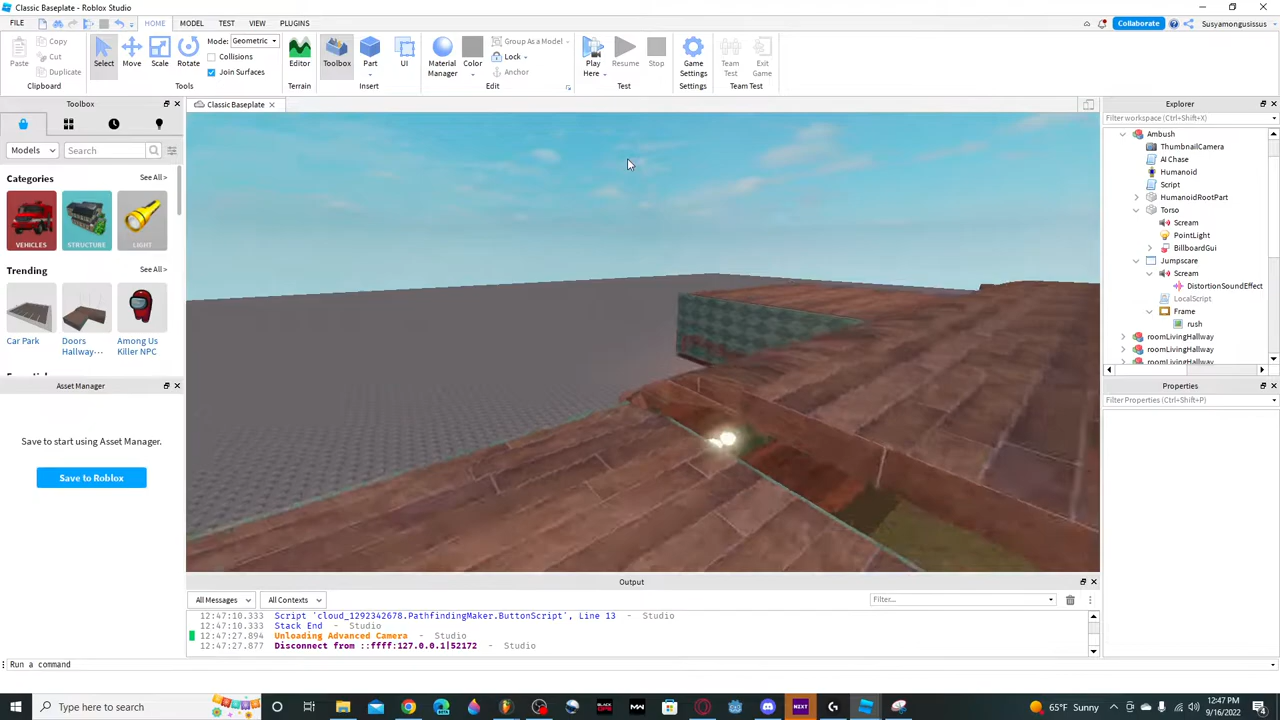 Classic Baseplate - Roblox Studio
FILE HOME MODEL TEST VIEW PLUGINS
Collaborate Susyamongusissus
Paste Copy Cut Duplicate
Clipboard
Select Move Scale Rotate
Mode: Geometric
Collisions
Join Surfaces
Tools
Editor
Terrain
Toolbox Part UI
Insert
Material Manager Color
Group As a Model
Lock
Anchor
Edit
Play Here Resume Stop
Test
Game Settings
Settings
Team Test Exit Game
Team Test
Toolbox
Models Search
Categories See All >
VEHICLES STRUCTURE LIGHT
Trending See All >
Car Park
Doors Hallway...
Among Us Killer NPC
Asset Manager
Save to start using Asset Manager.
Save to Roblox
Classic Baseplate
Explorer
Filter workspace (Ctrl+Shift+X)
Ambush
ThumbnailCamera
AI Chase
Humanoid
Script
HumanoidRootPart
Torso
Scream
PointLight
BillboardGui
Jumpscare
Scream
DistortionSoundEffect
LocalScript
Frame
rush
roomLivingHallway
roomLivingHallway
roomLivingHallway
Properties
Filter Properties (Ctrl+Shift+P)
Output
All Messages All Contexts Filter...
12:47:10.333 Script 'cloud_1292342678.PathfindingMaker.ButtonScript', Line 13 - Studio
12:47:10.333 Stack End - Studio
12:47:27.894 Unloading Advanced Camera - Studio
12:47:27.877 Disconnect from ::ffff:127.0.0.1|52172 - Studio
Run a command
Type here to search
65°F Sunny
12:47 PM
9/16/2022